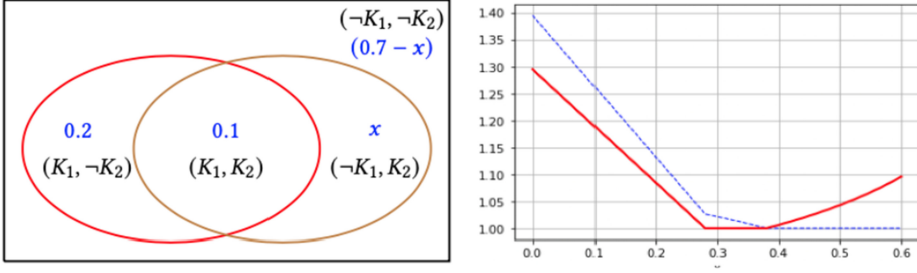 (¬K₁, ¬K₂)
(0.7 − x)
0.2
0.1
x
(K₁, ¬K₂)
(K₁, K₂)
(¬K₁, K₂)
1.40
1.35
1.30
1.25
1.20
1.15
1.10
1.05
1.00
0.0 0.1 0.2 0.3 0.4 0.5 0.6